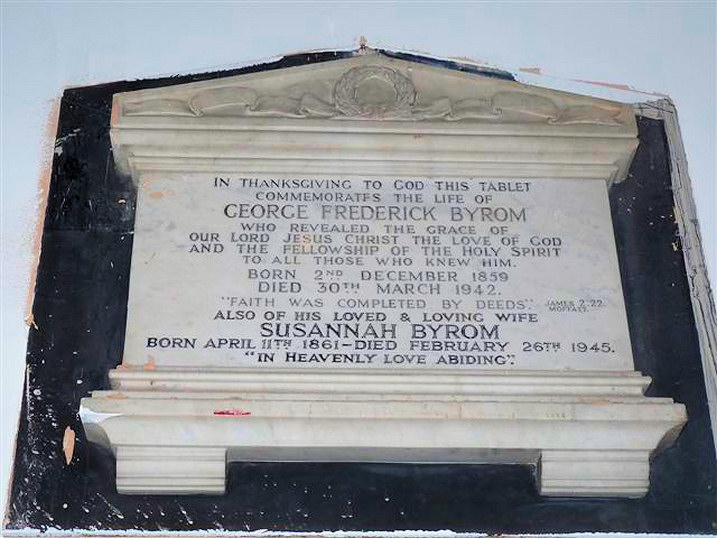 IN THANKSGIVING TO GOD THIS TABLET
COMMEMORATES THE LIFE OF
GEORGE FREDERICK BYROM
WHO REVEALED THE GRACE OF
OUR LORD JESUS CHRIST THE LOVE OF GOD
AND THE FELLOWSHIP OF THE HOLY SPIRIT
TO ALL THOSE WHO KNEW HIM.
BORN 2ND DECEMBER 1859
DIED 30TH MARCH 1942.
"FAITH WAS COMPLETED BY DEEDS". JAMES 2.22.
MOFFATT.
ALSO OF HIS LOVED & LOVING WIFE
SUSANNAH BYROM
BORN APRIL 11TH 1861–DIED FEBRUARY 26TH 1945.
"IN HEAVENLY LOVE ABIDING".